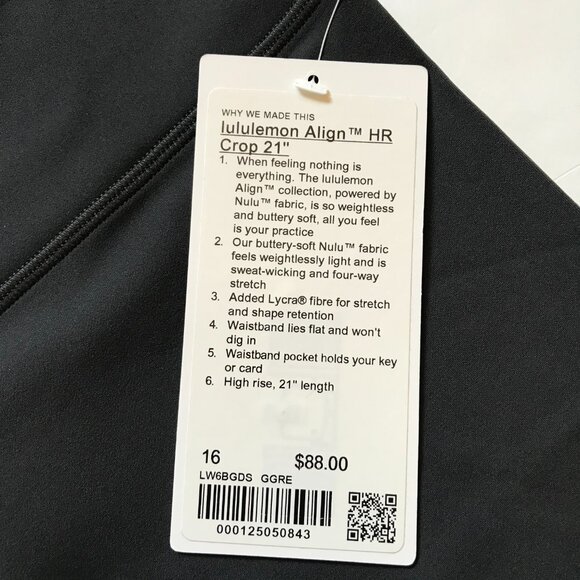 WHY WE MADE THIS
lululemon Align™ HR
Crop 21"
1. When feeling nothing is
everything. The lululemon
Align™ collection, powered by
Nulu™ fabric, is so weightless
and buttery soft, all you feel
is your practice
2. Our buttery-soft Nulu™ fabric
feels weightlessly light and is
sweat-wicking and four-way
stretch
3. Added Lycra® fibre for stretch
and shape retention
4. Waistband lies flat and won't
dig in
5. Waistband pocket holds your key
or card
6. High rise, 21" length
16 $88.00
LW6BGDS GGRE
000125050843